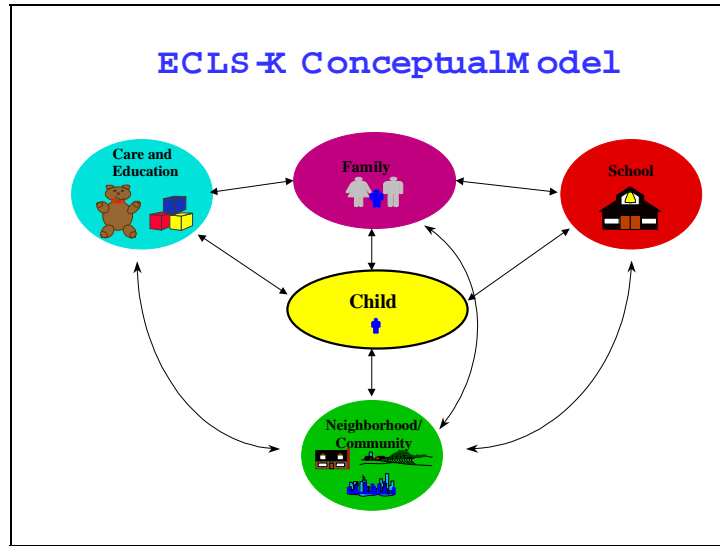 ECLS-K ConceptualModel
Care and
Education
Family
School
Child
Neighborhood/
Community